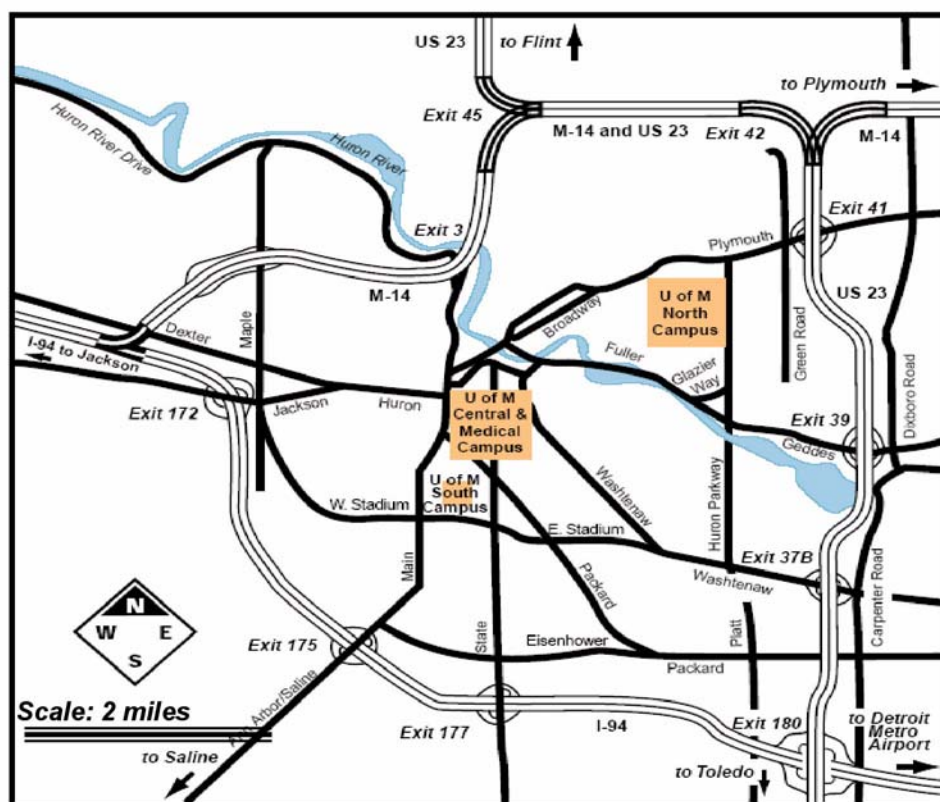 US 23
to Flint
to Plymouth
Exit 45
M-14 and US 23
Exit 42
M-14
Huron River Drive
Huron River
Exit 3
Exit 41
Plymouth
M-14
U of M
North
Campus
US 23
Broadway
Dexter
Maple
Fuller
Green Road
I-94 to Jackson
Glazier
Way
Dixboro Road
Exit 172
Jackson
Huron
U of M
Central &
Medical
Campus
Exit 39
Geddes
U of M
South
Campus
Washtenaw
W. Stadium
E. Stadium
Huron Parkway
Exit 37B
Main
Washtenaw
Packard
Carpenter Road
N
W E
S
Exit 175
State
Eisenhower
Platt
Packard
Scale: 2 miles
Ann Arbor/Saline
Exit 177
I-94
Exit 180
to Detroit
Metro
Airport
to Saline
to Toledo